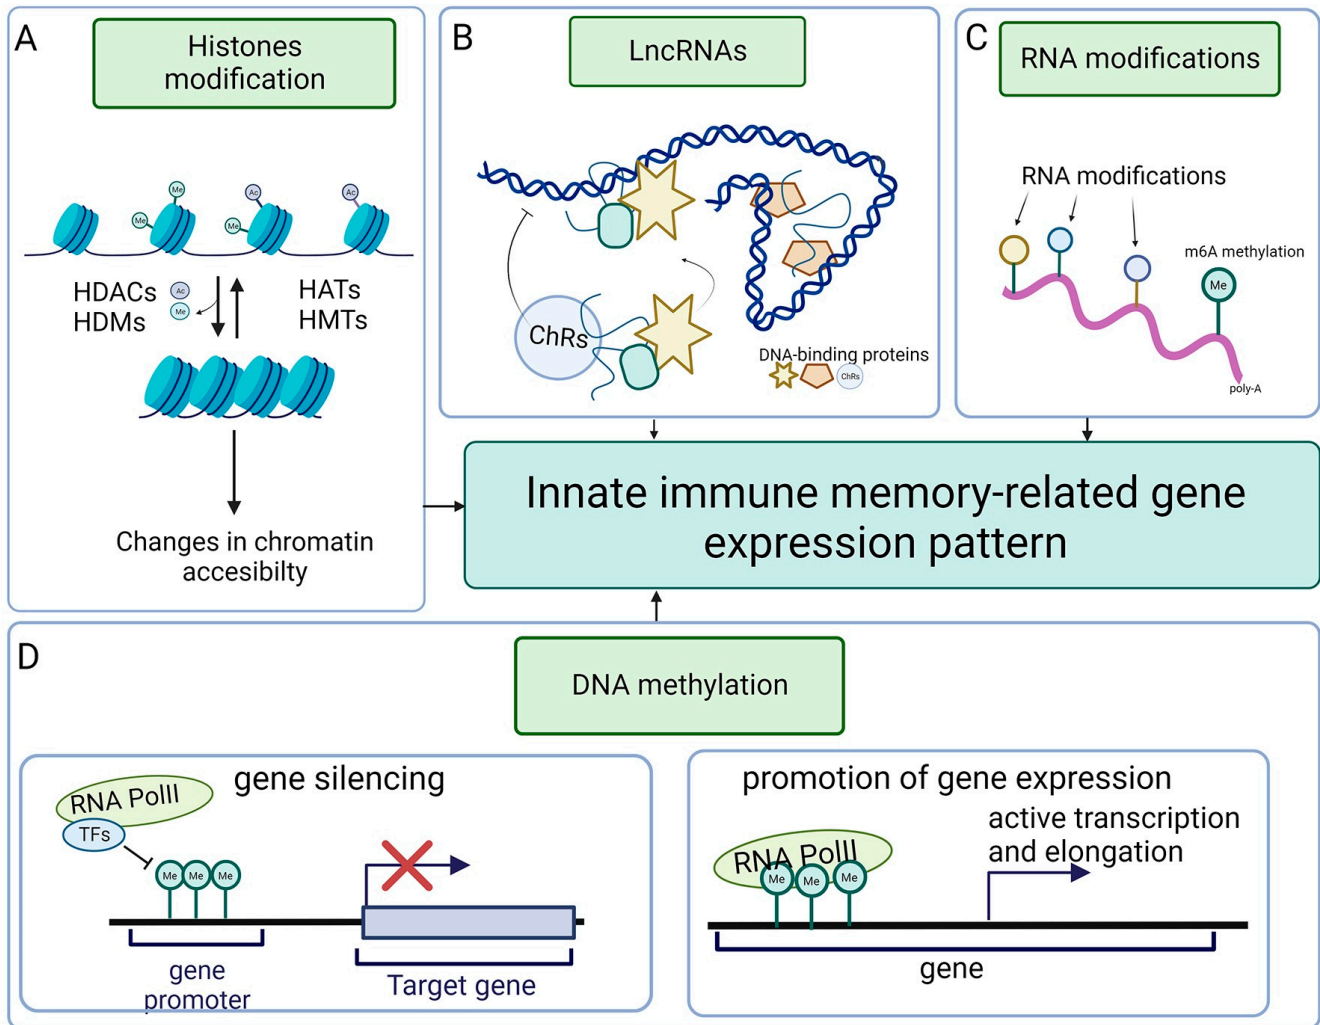 A
Histones
modification
Me
Me
Me
Ac
Ac
HDACs
HDMs
Ac
Me
HATs
HMTs
Changes in chromatin
accesibilty
B
LncRNAs
ChRs
DNA-binding proteins
ChRs
C
RNA modifications
RNA modifications
m6A methylation
Me
poly-A
Innate immune memory-related gene
expression pattern
D
DNA methylation
gene silencing
RNA PolII
TFs
Me Me Me
gene
promoter
Target gene
promotion of gene expression
active transcription
and elongation
RNA PolII
Me Me Me
gene